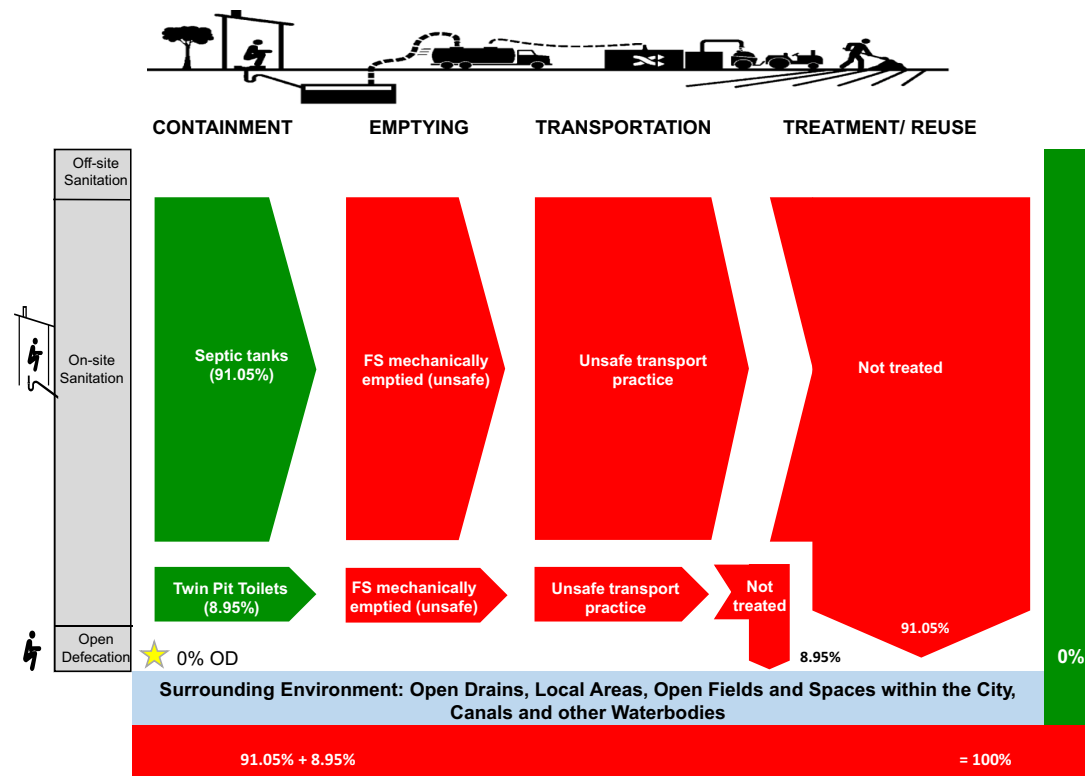 CONTAINMENT
EMPTYING
TRANSPORTATION
TREATMENT/ REUSE
Off-site
Sanitation
On-site
Sanitation
Open
Defecation
Septic tanks
(91.05%)
FS mechanically
emptied (unsafe)
Unsafe transport
practice
Not treated
Twin Pit Toilets
(8.95%)
FS mechanically
emptied (unsafe)
Unsafe transport
practice
Not
treated
91.05%
8.95%
0% OD
0%
Surrounding Environment: Open Drains, Local Areas, Open Fields and Spaces within the City,
Canals and other Waterbodies
91.05% + 8.95%
= 100%